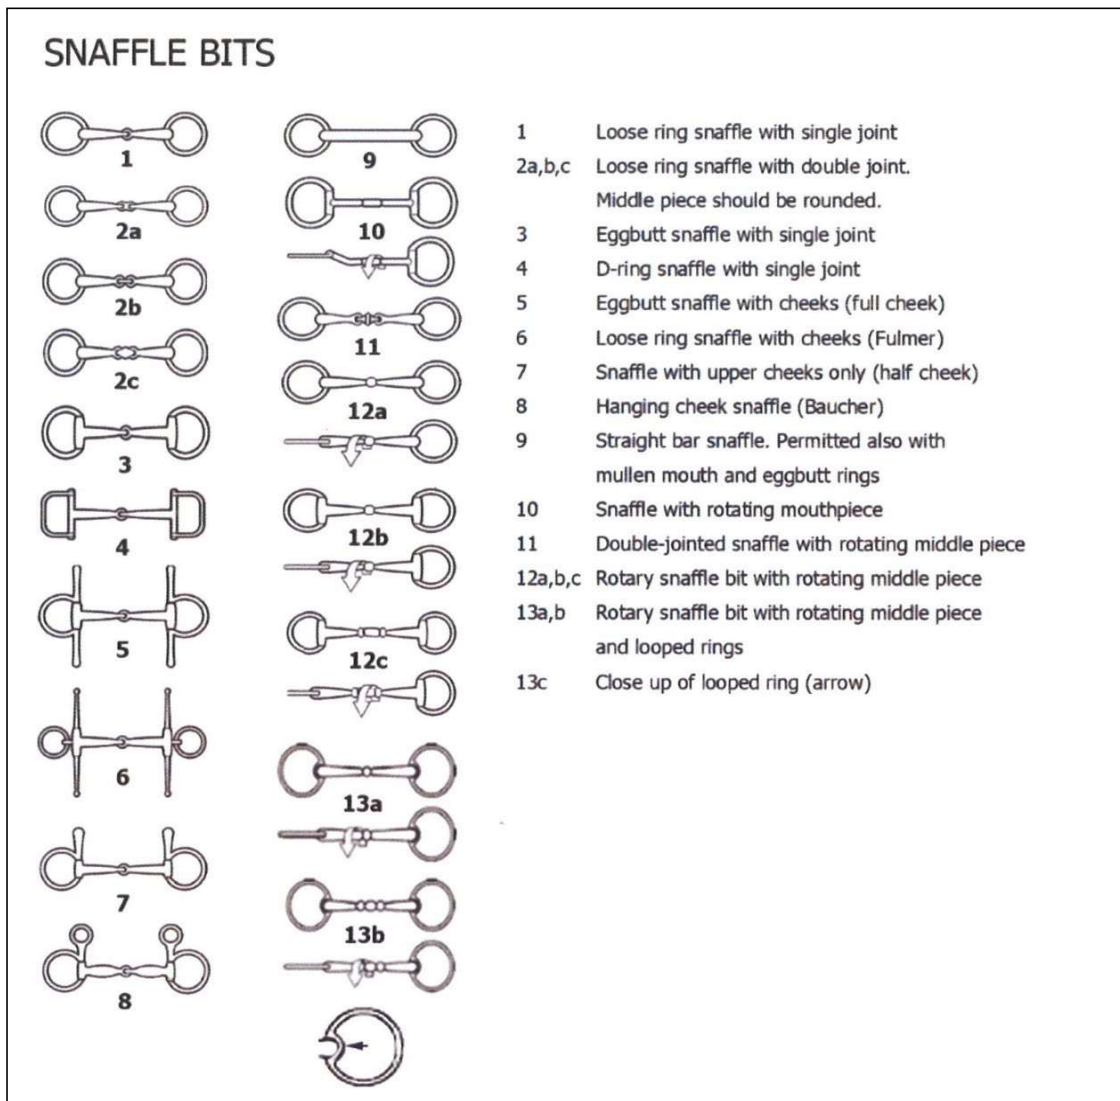 SNAFFLE BITS
1
2a
2b
2c
3
4
5
6
7
8
9
10
11
12a
12b
12c
13a
13b
1 Loose ring snaffle with single joint
2a,b,c Loose ring snaffle with double joint.
Middle piece should be rounded.
3 Eggbutt snaffle with single joint
4 D-ring snaffle with single joint
5 Eggbutt snaffle with cheeks (full cheek)
6 Loose ring snaffle with cheeks (Fulmer)
7 Snaffle with upper cheeks only (half cheek)
8 Hanging cheek snaffle (Baucher)
9 Straight bar snaffle. Permitted also with
mullen mouth and eggbutt rings
10 Snaffle with rotating mouthpiece
11 Double-jointed snaffle with rotating middle piece
12a,b,c Rotary snaffle bit with rotating middle piece
13a,b Rotary snaffle bit with rotating middle piece
and looped rings
13c Close up of looped ring (arrow)